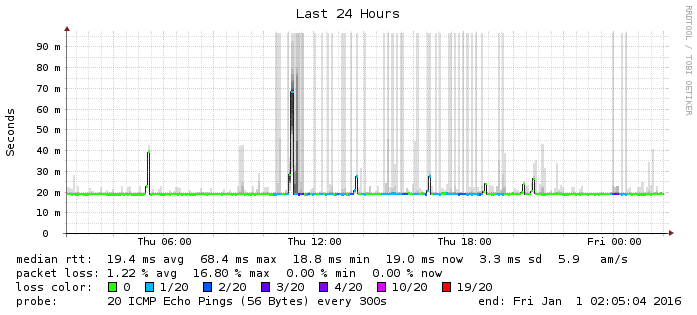 Last 24 Hours
RRDTOOL / TOBI OETIKER
Seconds
90 m
80 m
70 m
60 m
50 m
40 m
30 m
20 m
10 m
0
Thu 06:00 Thu 12:00 Thu 18:00 Fri 00:00
median rtt: 19.4 ms avg 68.4 ms max 18.8 ms min 19.0 ms now 3.3 ms sd 5.9 am/s
packet loss: 1.22 % avg 16.80 % max 0.00 % min 0.00 % now
loss color: 0 1/20 2/20 3/20 4/20 10/20 19/20
probe: 20 ICMP Echo Pings (56 Bytes) every 300s end: Fri Jan 1 02:05:04 2016